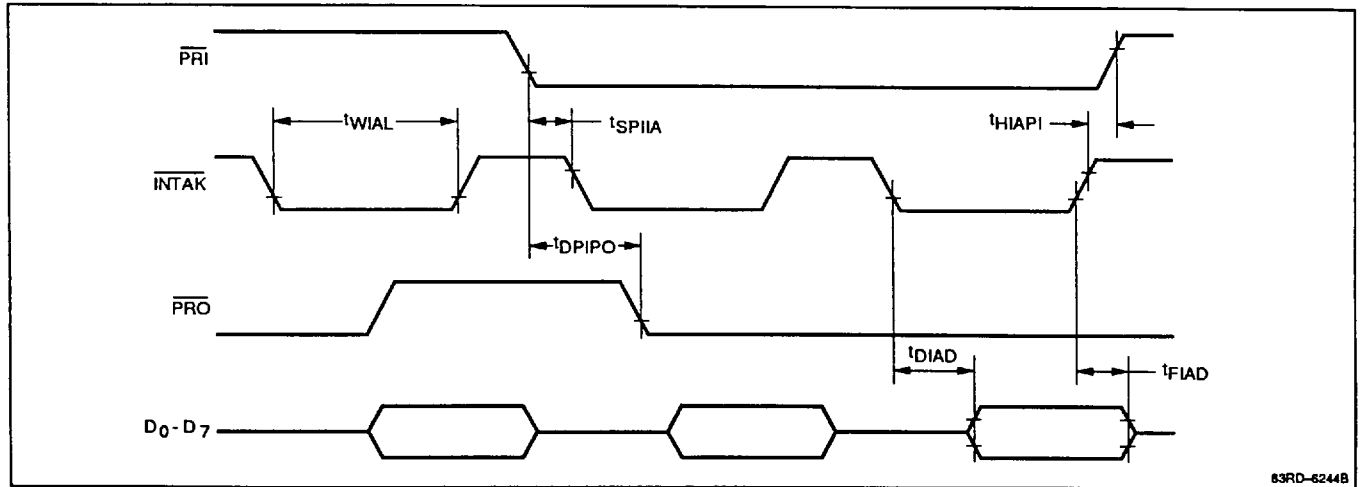 PRI
tWIAL
tSPIIA
tHIAPI
INTAK
tDPIPO
PRO
tDIAD
tFIAD
D0-D7
83RD-6244B